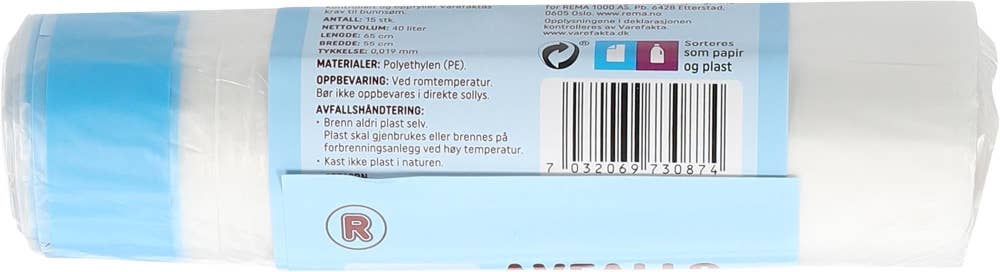 Kontrollert og oppfyller Varefaktas
krav til bunnsøm.
ANTALL: 15 stk.
NETTOVOLUM: 40 liter
LENGDE: 65 cm
BREDDE: 55 cm
TYKKELSE: 0,019 mm
MATERIALER: Polyethylen (PE).
OPPBEVARING: Ved romtemperatur.
Bør ikke oppbevares i direkte sollys.
AVFALLSHÅNDTERING:
• Brenn aldri plast selv.
Plast skal gjenbrukes eller brennes på
forbrenningsanlegg ved høy temperatur.
• Kast ikke plast i naturen.
for REMA 1000 AS, Pb. 6428 Etterstad,
0605 Oslo. www.rema.no
Opplysningene i deklarasjonen
kontrolleres av Varefakta.
www.varefakta.dk
®
Sorteres
som papir
og plast
7 032069 730874
R